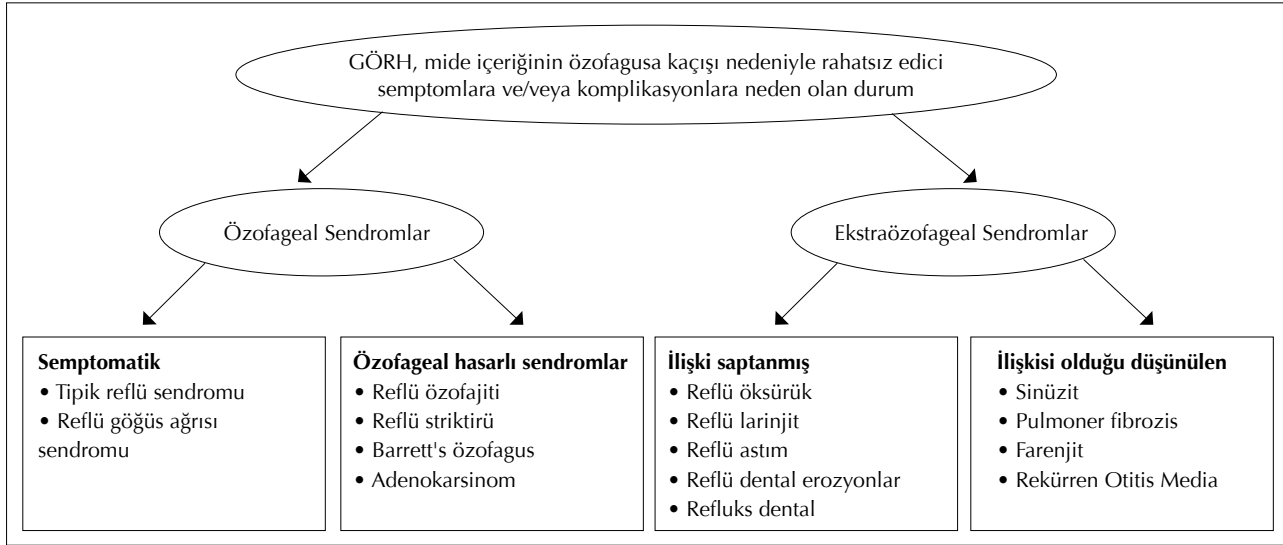 GÖRH, mide içeriğinin özofagusa kaçışı nedeniyle rahatsız edici
semptomlara ve/veya komplikasyonlara neden olan durum
Özofageal Sendromlar
Ekstraözofageal Sendromlar
Semptomatik
• Tipik reflü sendromu
• Reflü göğüs ağrısı
sendromu
Özofageal hasarlı sendromlar
• Reflü özofajiti
• Reflü striktirü
• Barrett's özofagus
• Adenokarsinom
İlişki saptanmış
• Reflü öksürük
• Reflü larinjit
• Reflü astım
• Reflü dental erozyonlar
• Refluks dental
İlişkisi olduğu düşünülen
• Sinüzit
• Pulmoner fibrozis
• Farenjit
• Rekürren Otitis Media